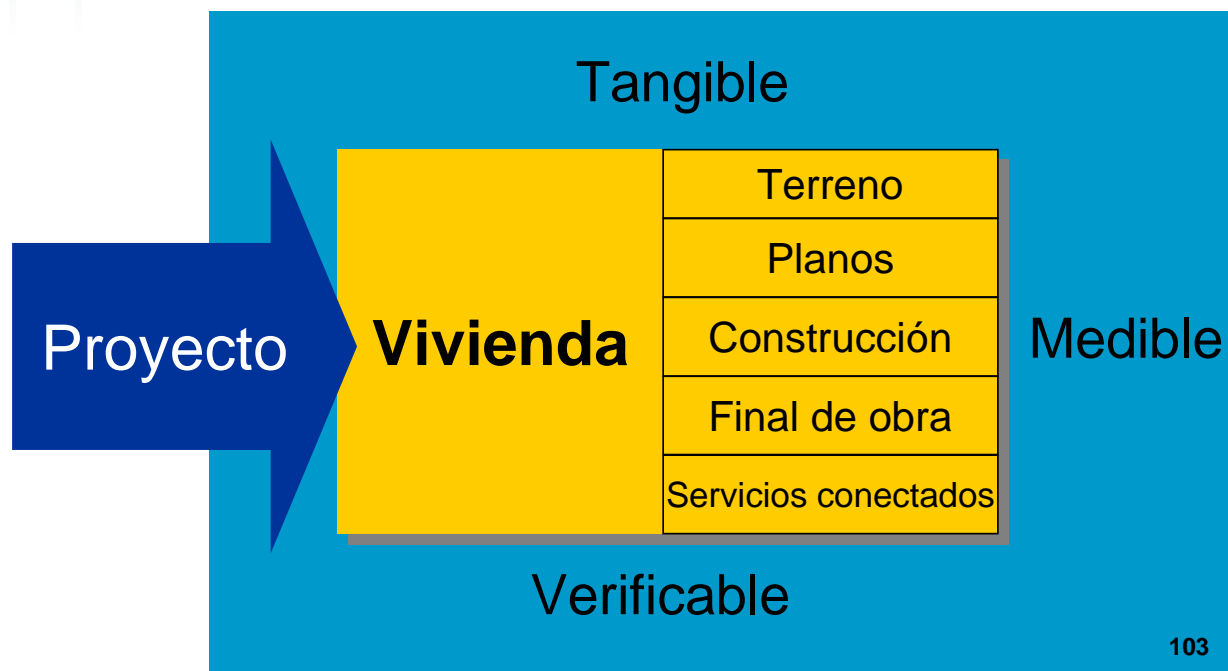 Tangible
Proyecto
Vivienda
Terreno
Planos
Construcción
Final de obra
Servicios conectados
Medible
Verificable
103